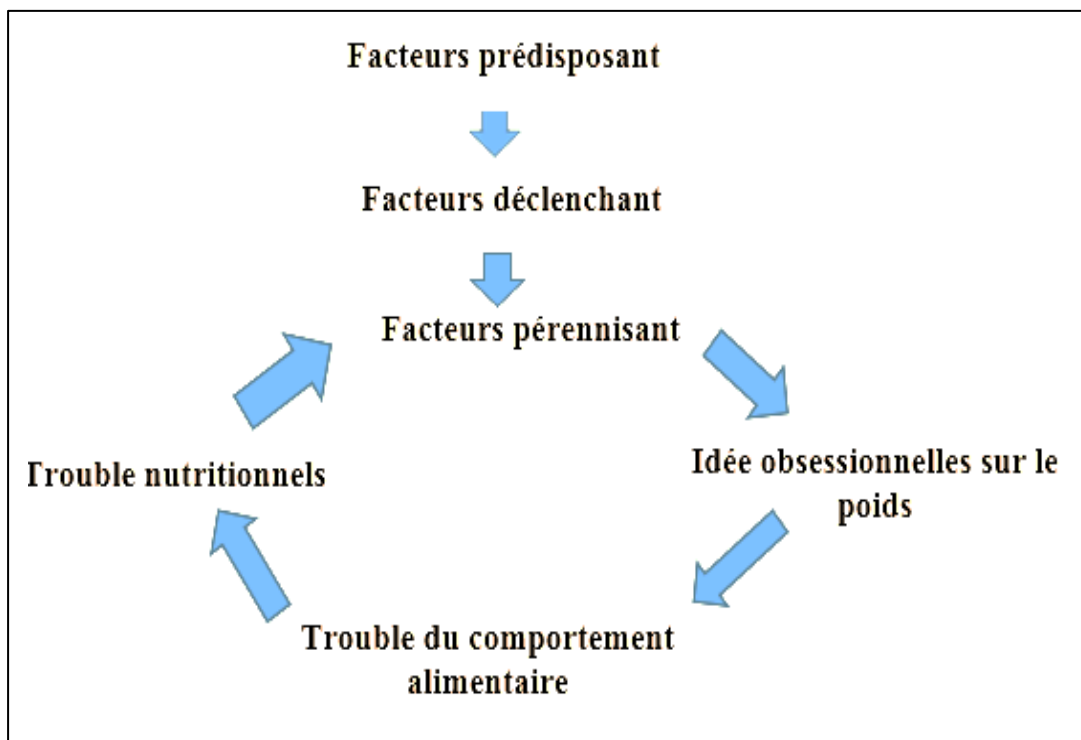 Facteurs prédisposant
Facteurs déclenchant
Facteurs pérennisant
Idée obsessionnelles sur le
poids
Trouble du comportement
alimentaire
Trouble nutritionnels